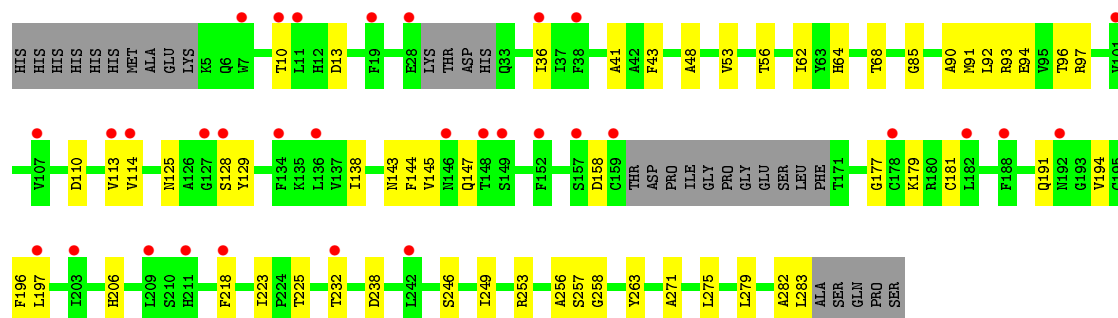 HIS HIS HIS HIS HIS HIS MET ALA GLU LYS K5 Q6 W7 T10 L11 H12 D13 F19 E28 LYS THR ASP HIS Q33 I36 I37 F38 A41 A42 F43 A48 V53 T56 I62 Y63 H64 T68 G85 A90 M91 L92 R93 E94 V95 T96 R97 V101
V107 D110 V113 V114 N125 A126 G127 S128 Y129 F134 K135 L136 V137 I138 N143 F144 V145 N146 Q147 T148 S149 F152 S157 D158 C159 THR ASP PRO ILE GLY PRO GLY GLU SER LEU PHE T171 G177 C178 K179 R180 C181 L182 F188 Q191 N192 G193 V194 C195
F196 L197 I203 H206 L209 S210 H211 F218 I223 P224 T225 T232 D238 L242 S246 I249 R253 A256 S257 G258 Y263 A271 L275 L279 A282 L283 ALA SER GLN PRO SER